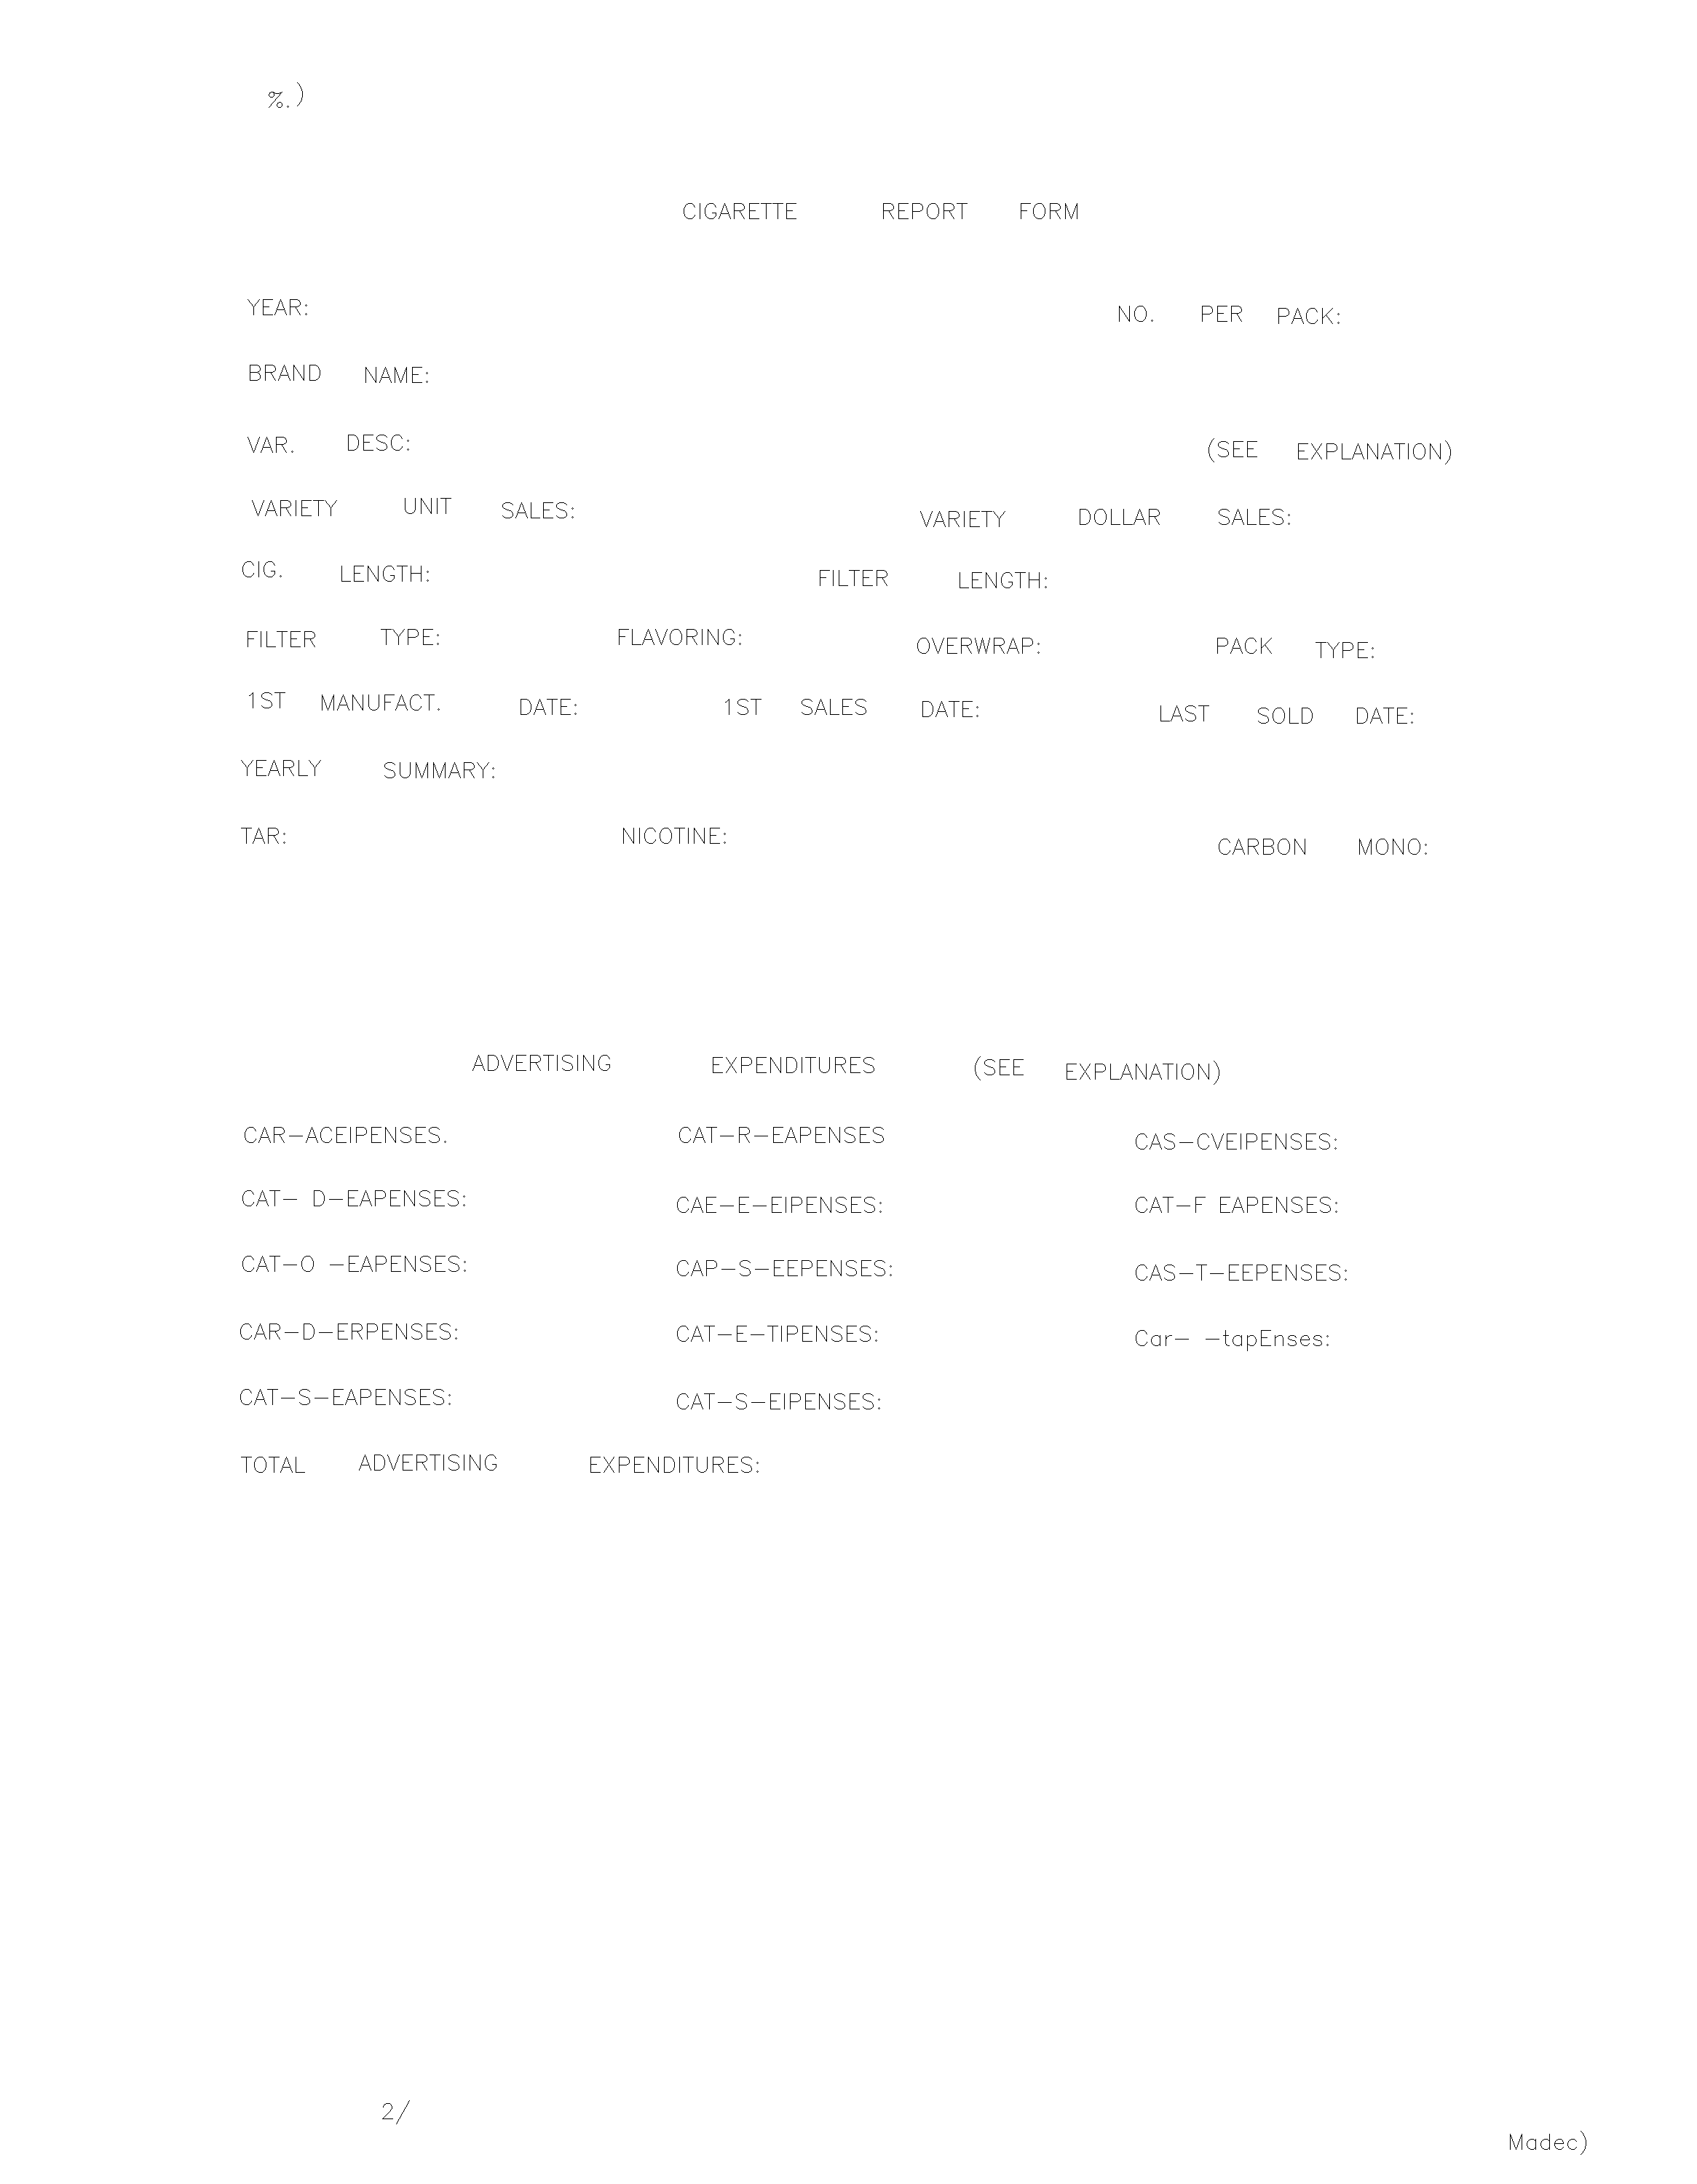 %.)
CIGARETTE REPORT FORM
YEAR: NO. PER PACK:
BRAND NAME:
VAR. DESC: (SEE EXPLANATION)
VARIETY UNIT SALES: VARIETY DOLLAR SALES:
CIG. LENGTH: FILTER LENGTH:
FILTER TYPE: FLAVORING: OVERWRAP: PACK TYPE:
1ST MANUFACT. DATE: 1ST SALES DATE: LAST SOLD DATE:
YEARLY SUMMARY:
TAR: NICOTINE: CARBON MONO:
ADVERTISING EXPENDITURES (SEE EXPLANATION)
CAR-ACEIPENSES. CAT-R-EAPENSES CAS-CVEIPENSES:
CAT- D-EAPENSES: CAE-E-EIPENSES: CAT-F EAPENSES:
CAT-O -EAPENSES: CAP-S-EEPENSES: CAS-T-EEPENSES:
CAR-D-ERPENSES: CAT-E-TIPENSES: Car- -tapEnses:
CAT-S-EAPENSES: CAT-S-EIPENSES:
TOTAL ADVERTISING EXPENDITURES:
2/
Madec)